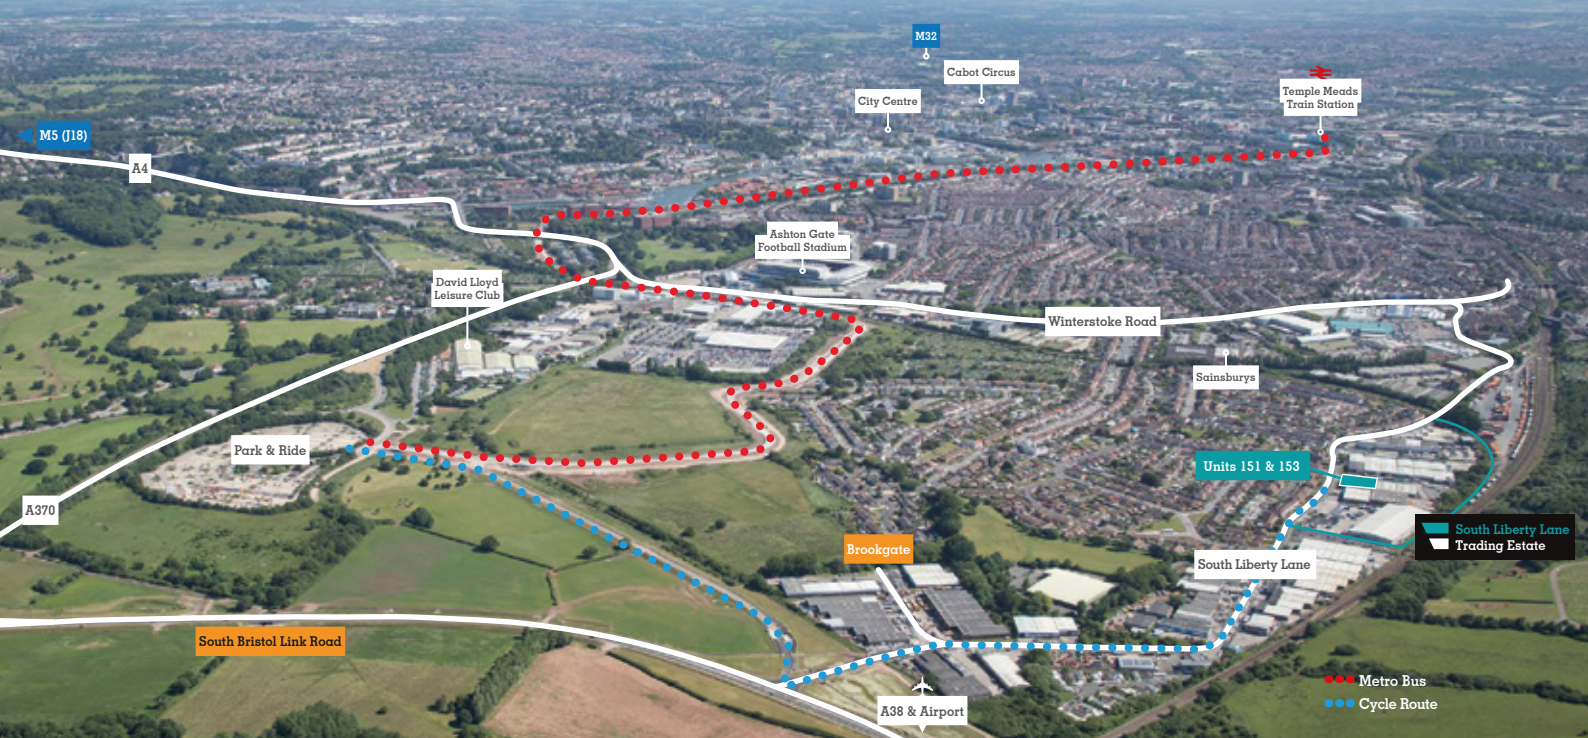 M32
Cabot Circus
City Centre
Temple Meads
Train Station
M5 (J18)
A4
Ashton Gate
Football Stadium
David Lloyd
Leisure Club
Winterstoke Road
Sainsburys
Park & Ride
Units 151 & 153
A370
South Liberty Lane
Trading Estate
Brookgate
South Liberty Lane
South Bristol Link Road
Metro Bus
A38 & Airport
Cycle Route